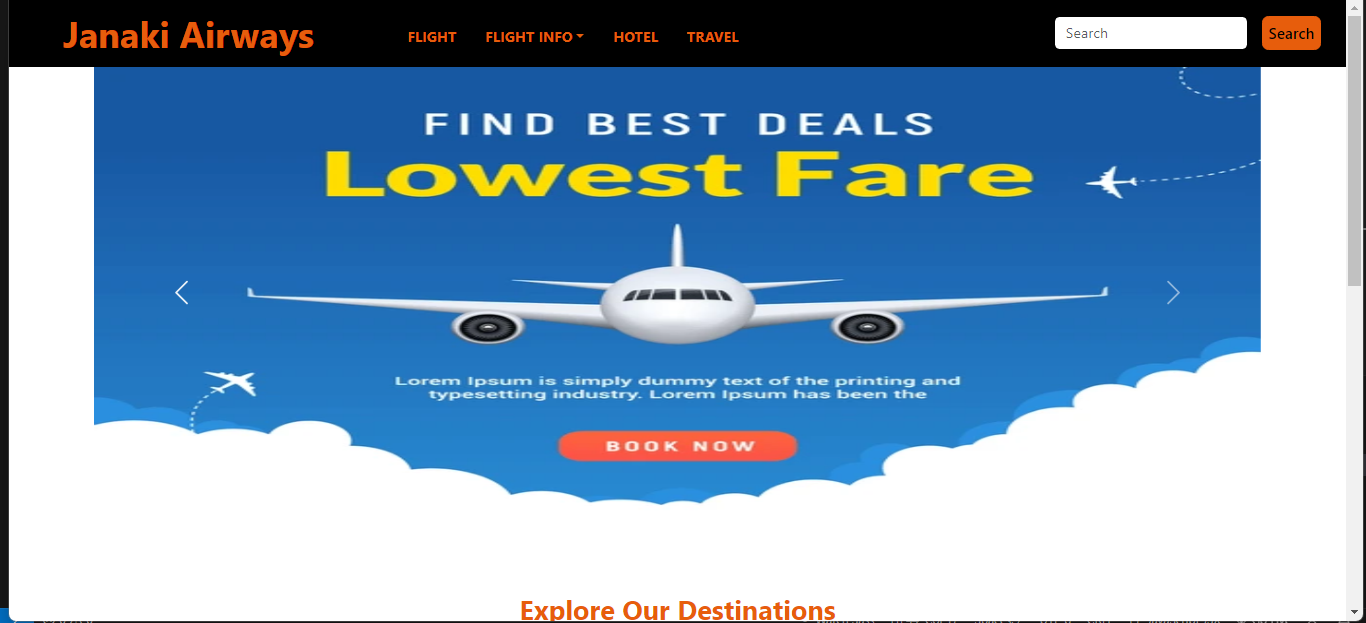 Janaki Airways
FLIGHT
FLIGHT INFO
HOTEL
TRAVEL
Search
Search
FIND BEST DEALS
Lowest Fare
Lorem Ipsum is simply dummy text of the printing and
typesetting industry. Lorem Ipsum has been the
BOOK NOW
Explore Our Destinations